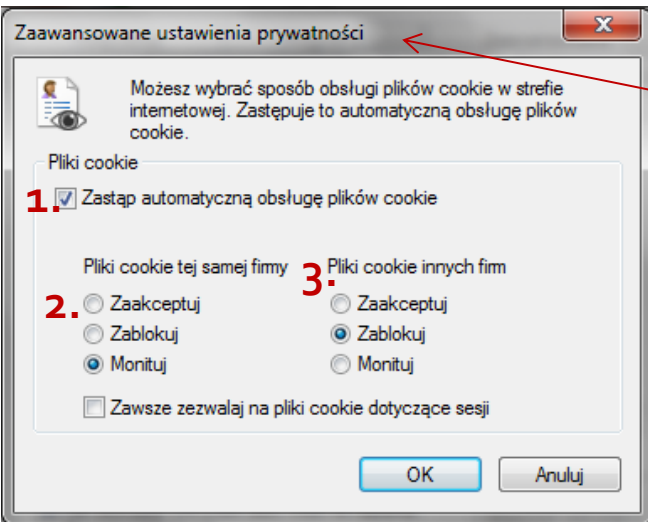 Zaawansowane ustawienia prywatności
Możesz wybrać sposób obsługi plików cookie w strefie
internetowej. Zastępuje to automatyczną obsługę plików
cookie.
Pliki cookie
1. Zastąp automatyczną obsługę plików cookie
Pliki cookie tej samej firmy 3. Pliki cookie innych firm
2. Zaakceptuj Zaakceptuj
Zablokuj Zablokuj
Monituj Monituj
Zawsze zezwalaj na pliki cookie dotyczące sesji
OK Anuluj